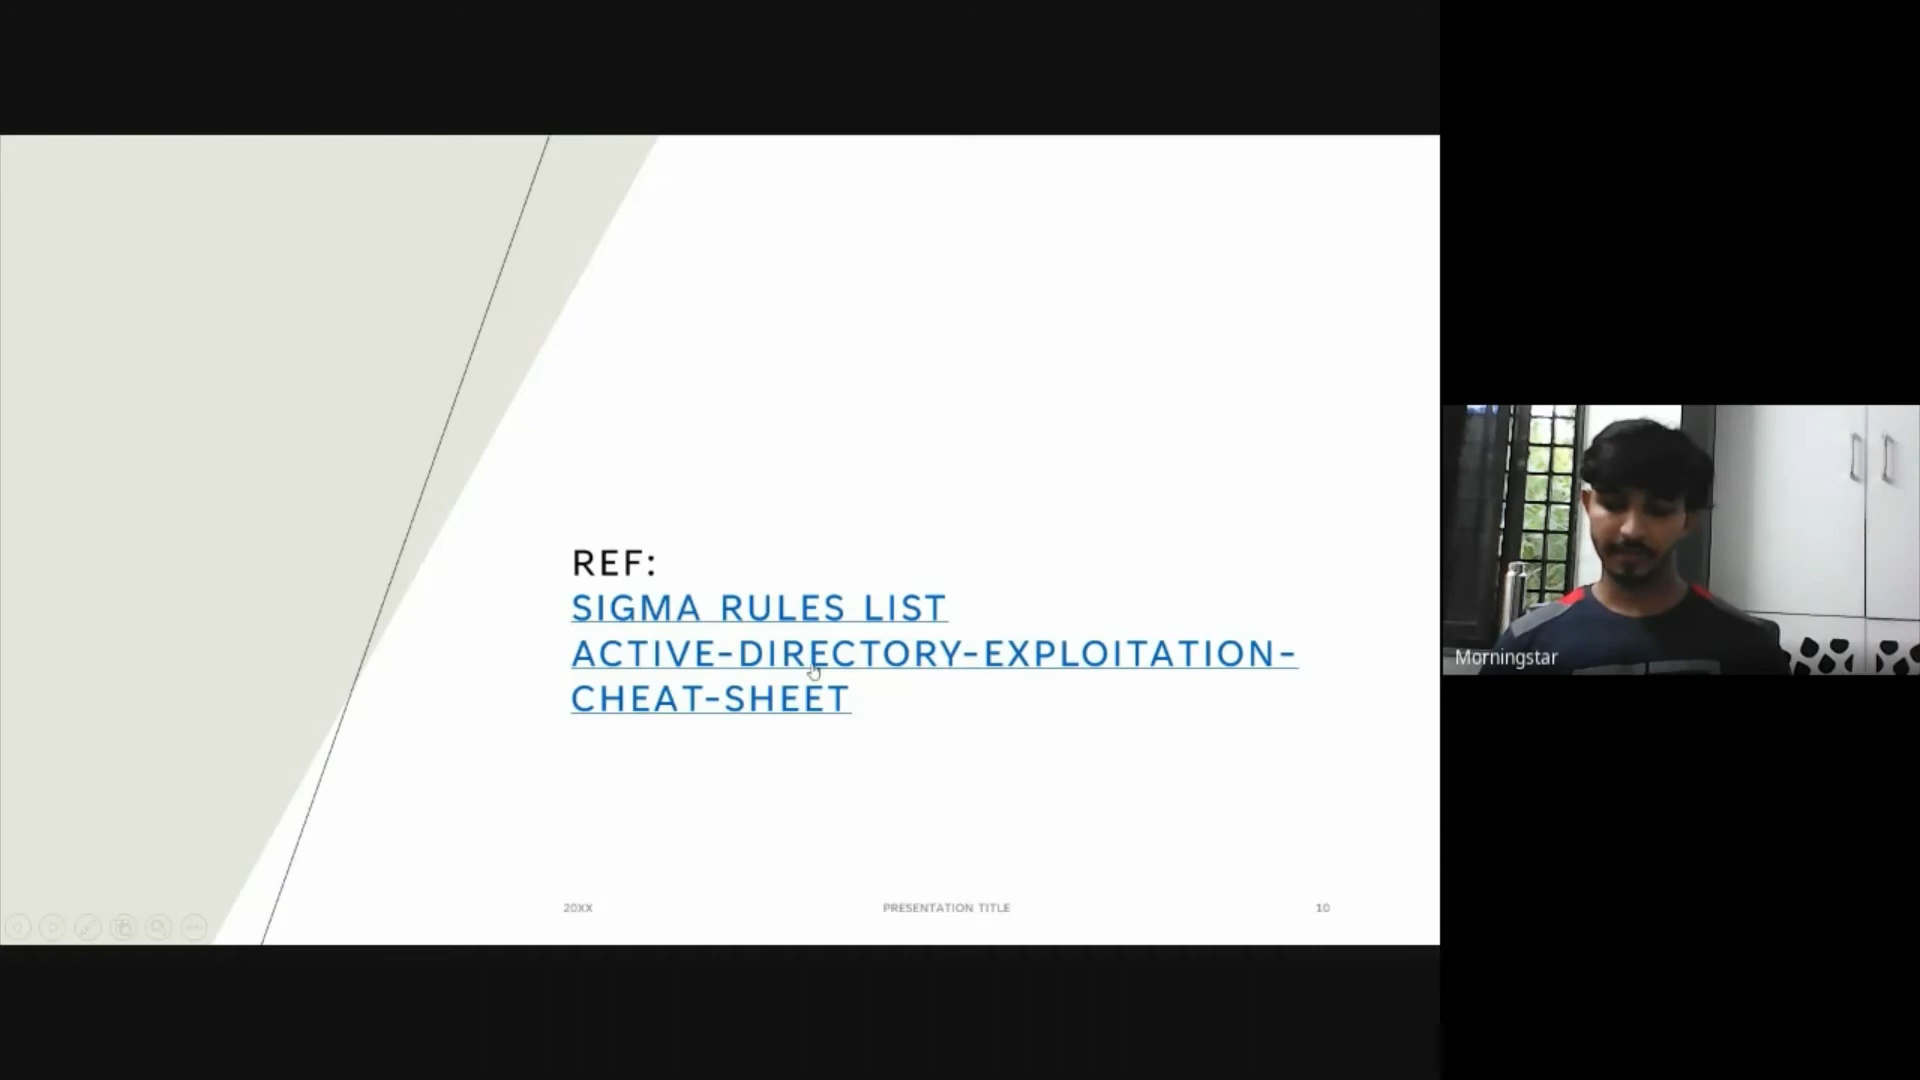 REF:
SIGMA RULES LIST
ACTIVE-DIRECTORY-EXPLOITATION-
CHEAT-SHEET
20XX
PRESENTATION TITLE
10
Morningstar